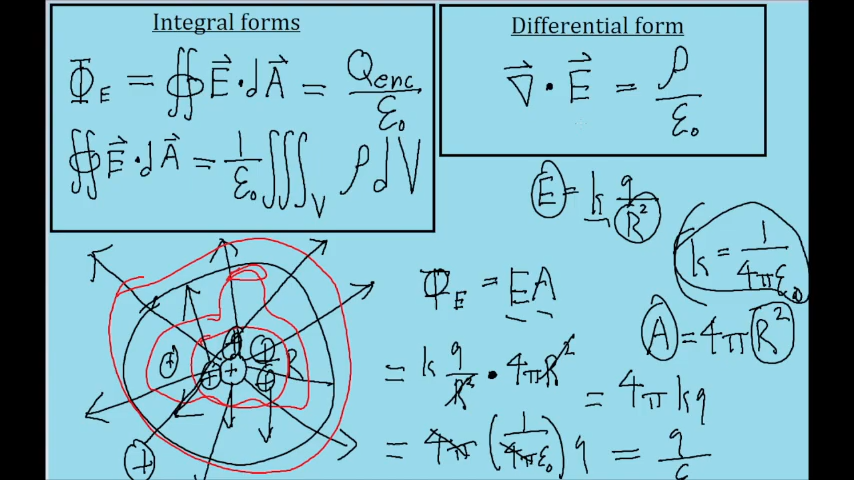 Integral forms
Φ_E = ∯ E⃗ · dA⃗ = Q_enc / ε₀
∯ E⃗ · dA⃗ = 1/ε₀ ∭_V ρ dV
Differential form
∇⃗ · E⃗ = ρ / ε₀
E = k q / R²
k = 1 / 4πε₀
Φ_E = EA
A = 4πR²
= k q / R² · 4πR²
= 4πkq
= 4π (1 / 4πε₀) q = q / ε
R
+
+
+
+
+
+
+